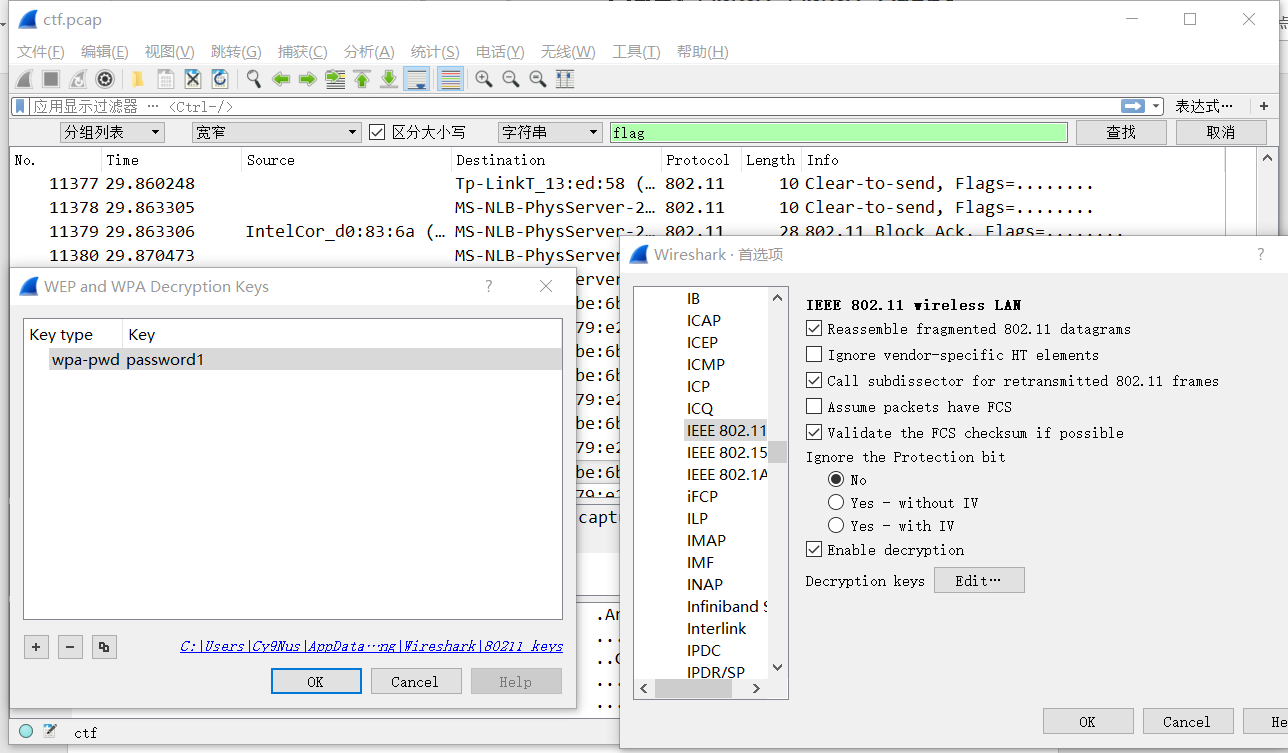 ctf.pcap
文件(F) 编辑(E) 视图(V) 跳转(G) 捕获(C) 分析(A) 统计(S) 电话(Y) 无线(W) 工具(T) 帮助(H)
应用显示过滤器 … <Ctrl-/> 表达式… +
分组列表 宽窄 区分大小写 字符串 flag 查找 取消
No. Time Source Destination Protocol Length Info
11377 29.860248 Tp-LinkT_13:ed:58 (… 802.11 10 Clear-to-send, Flags=........
11378 29.863305 MS-NLB-PhysServer-2… 802.11 10 Clear-to-send, Flags=........
11379 29.863306 IntelCor_d0:83:6a (… MS-NLB-PhysServer-2… 802.11 28 802.11 Block Ack, Flags=........
11380 29.870473 MS-NLB-PhysServer
WEP and WPA Decryption Keys ?
Key type Key
wpa-pwd password1
+ −
C:|Users|Cy9Nus|AppData…ng|Wireshark|80211_keys
OK Cancel Help
erver
be:6b
79:e2
be:6b
be:6b
79:e2
be:6b
79:e2
be:6b
79:e2
capt
.An
...
...
...
Wireshark · 首选项 ?
IB
ICAP
ICEP
ICMP
ICP
ICQ
IEEE 802.11
IEEE 802.15
IEEE 802.1A
iFCP
ILP
IMAP
IMF
INAP
Infiniband S
Interlink
IPDC
IPDR/SP
IEEE 802.11 wireless LAN
Reassemble fragmented 802.11 datagrams
Ignore vendor-specific HT elements
Call subdissector for retransmitted 802.11 frames
Assume packets have FCS
Validate the FCS checksum if possible
Ignore the Protection bit
No
Yes - without IV
Yes - with IV
Enable decryption
Decryption keys Edit…
OK Cancel He
ctf